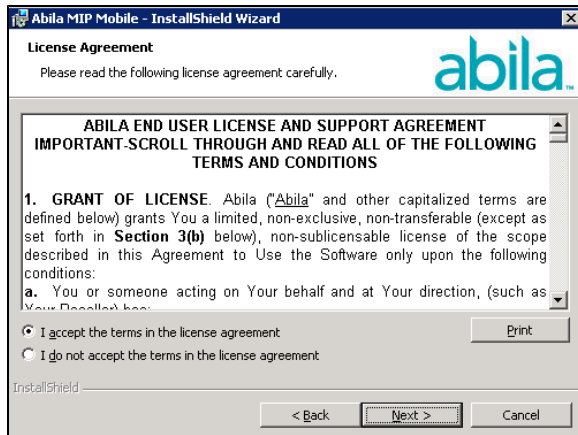 Abila MIP Mobile - InstallShield Wizard
License Agreement
Please read the following license agreement carefully.
abila
ABILA END USER LICENSE AND SUPPORT AGREEMENT
IMPORTANT-SCROLL THROUGH AND READ ALL OF THE FOLLOWING
TERMS AND CONDITIONS
1. GRANT OF LICENSE. Abila ("Abila" and other capitalized terms are
defined below) grants You a limited, non-exclusive, non-transferable (except as
set forth in Section 3(b) below), non-sublicensable license of the scope
described in this Agreement to Use the Software only upon the following
conditions:
a. You or someone acting on Your behalf and at Your direction, (such as
Your Reseller) has:
I accept the terms in the license agreement
Print
I do not accept the terms in the license agreement
InstallShield
< Back
Next >
Cancel